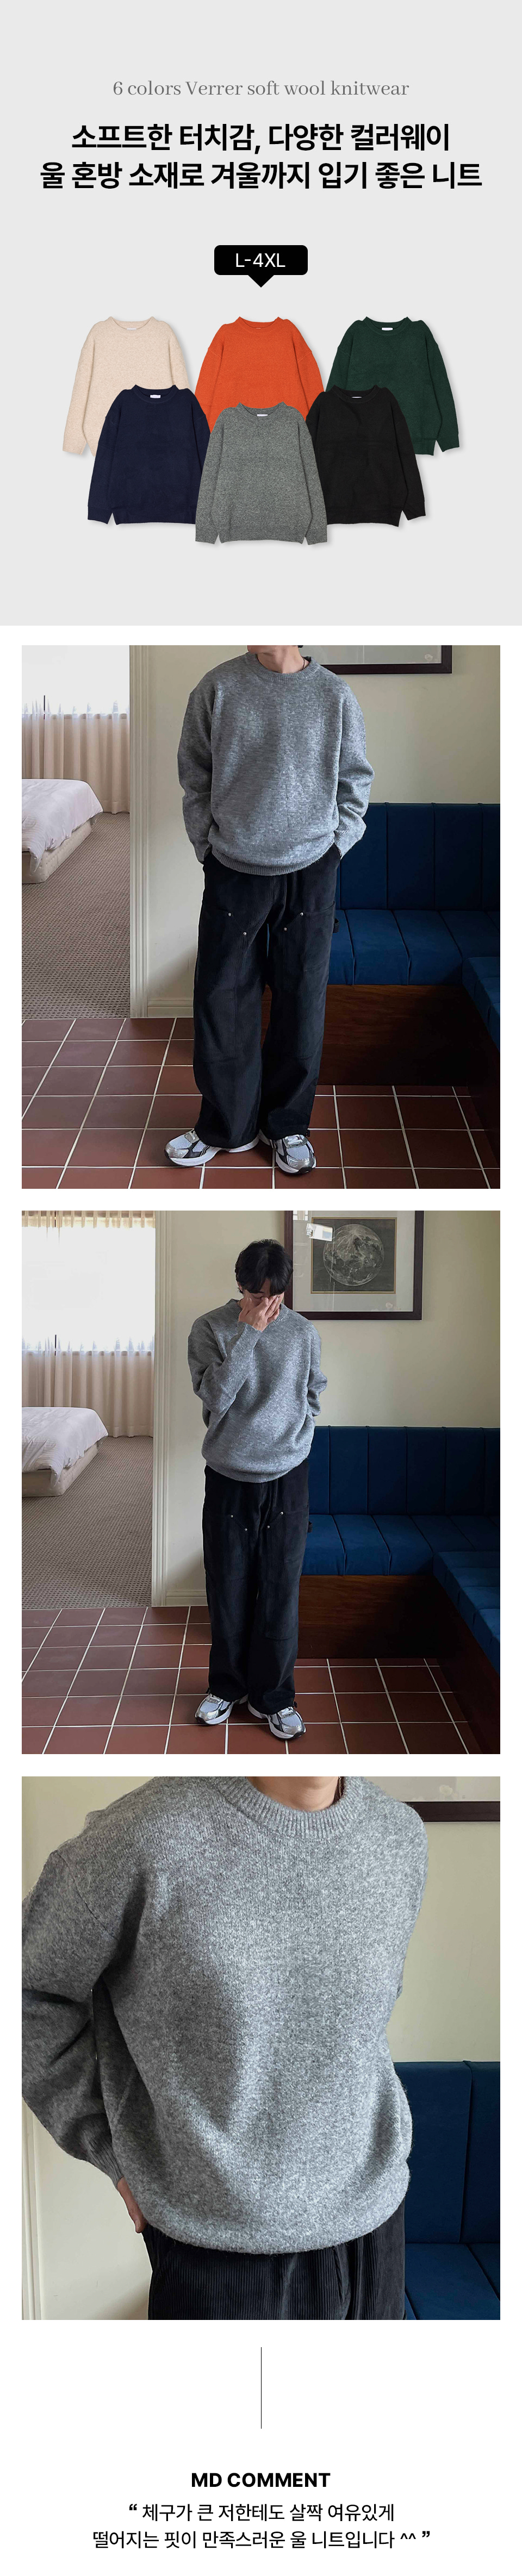 6 colors Verrer soft wool knitwear
소프트한 터치감, 다양한 컬러웨이
울 혼방 소재로 겨울까지 입기 좋은 니트
L-4XL
MD COMMENT
“ 체구가 큰 저한테도 살짝 여유있게
떨어지는 핏이 만족스러운 울 니트입니다 ^^ ”